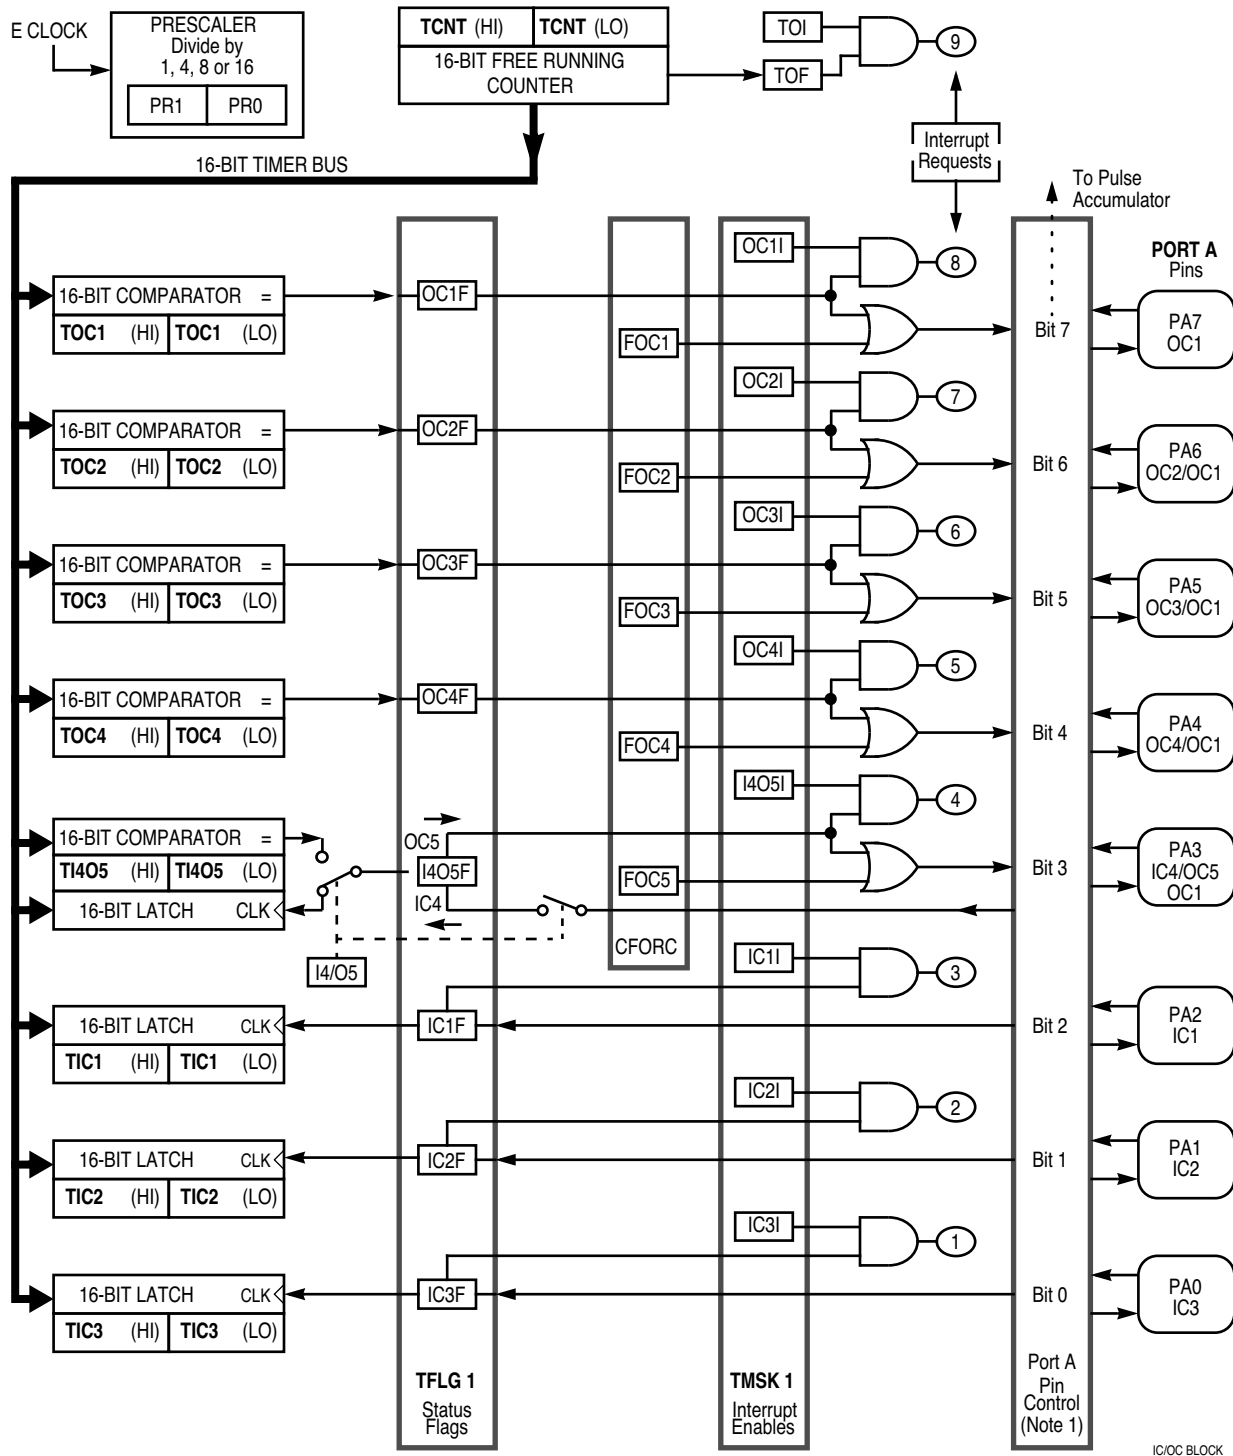 E CLOCK
PRESCALER
Divide by
1, 4, 8 or 16
PR1 PR0
TCNT (HI) TCNT (LO)
16-BIT FREE RUNNING
COUNTER
TOI
TOF
9
Interrupt
Requests
16-BIT TIMER BUS
To Pulse
Accumulator
PORT A
Pins
OC1I
8
16-BIT COMPARATOR =
TOC1 (HI) TOC1 (LO)
OC1F
FOC1
Bit 7
PA7
OC1
OC2I
7
16-BIT COMPARATOR =
TOC2 (HI) TOC2 (LO)
OC2F
FOC2
Bit 6
PA6
OC2/OC1
OC3I
6
16-BIT COMPARATOR =
TOC3 (HI) TOC3 (LO)
OC3F
FOC3
Bit 5
PA5
OC3/OC1
OC4I
5
16-BIT COMPARATOR =
TOC4 (HI) TOC4 (LO)
OC4F
FOC4
Bit 4
PA4
OC4/OC1
I4O5I
4
16-BIT COMPARATOR =
TI4O5 (HI) TI4O5 (LO)
16-BIT LATCH CLK
OC5
I4O5F
IC4
FOC5
Bit 3
PA3
IC4/OC5
OC1
I4/O5
CFORC
IC1I
3
16-BIT LATCH CLK
TIC1 (HI) TIC1 (LO)
IC1F
Bit 2
PA2
IC1
IC2I
2
16-BIT LATCH CLK
TIC2 (HI) TIC2 (LO)
IC2F
Bit 1
PA1
IC2
IC3I
1
16-BIT LATCH CLK
TIC3 (HI) TIC3 (LO)
IC3F
Bit 0
PA0
IC3
TFLG 1
Status
Flags
TMSK 1
Interrupt
Enables
Port A
Pin
Control
(Note 1)
IC/OC BLOCK